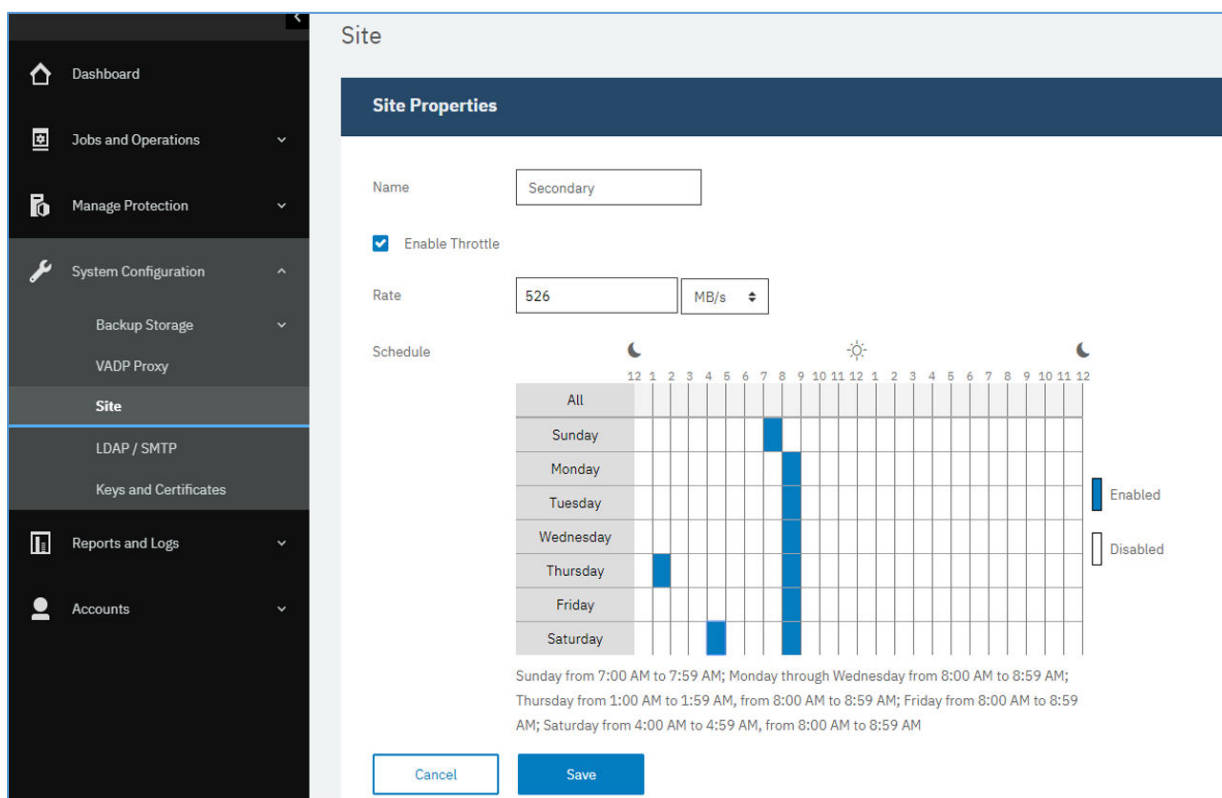 Site
Dashboard
Jobs and Operations
Manage Protection
System Configuration
Backup Storage
VADP Proxy
Site
LDAP / SMTP
Keys and Certificates
Reports and Logs
Accounts
Site Properties
Name
Secondary
Enable Throttle
Rate
526
MB/s
Schedule
12 1 2 3 4 5 6 7 8 9 10 11 12 1 2 3 4 5 6 7 8 9 10 11 12
All
Sunday
Monday
Tuesday
Wednesday
Thursday
Friday
Saturday
Enabled
Disabled
Sunday from 7:00 AM to 7:59 AM; Monday through Wednesday from 8:00 AM to 8:59 AM;
Thursday from 1:00 AM to 1:59 AM, from 8:00 AM to 8:59 AM; Friday from 8:00 AM to 8:59
AM; Saturday from 4:00 AM to 4:59 AM, from 8:00 AM to 8:59 AM
Cancel
Save